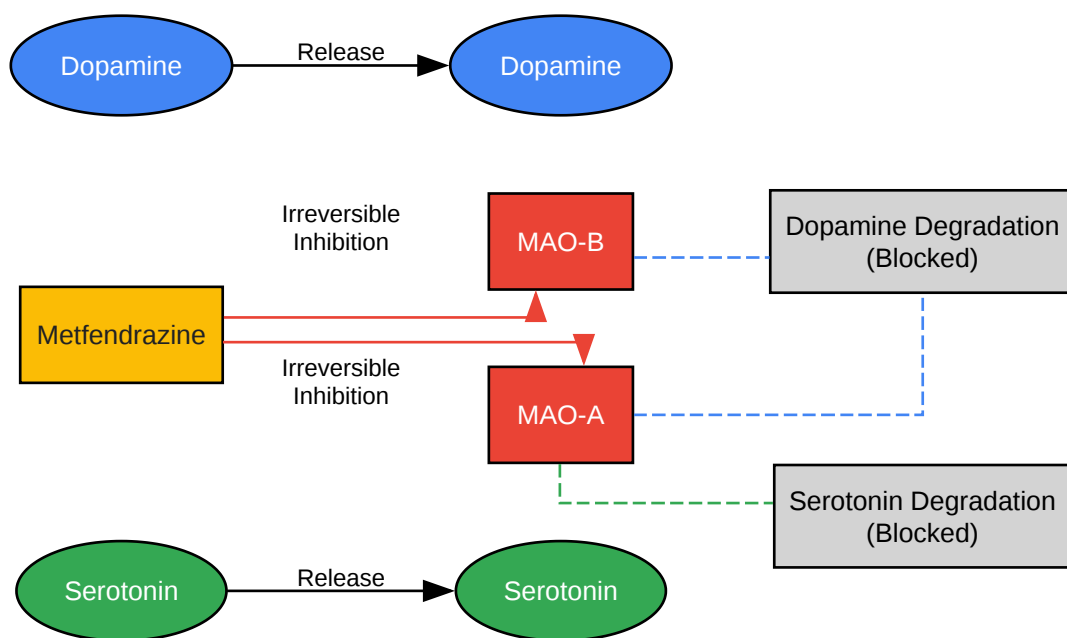 Dopamine
Release
Dopamine
Irreversible
Inhibition
MAO-B
Dopamine Degradation
(Blocked)
Metfendrazine
Irreversible
Inhibition
MAO-A
Serotonin Degradation
(Blocked)
Serotonin
Release
Serotonin